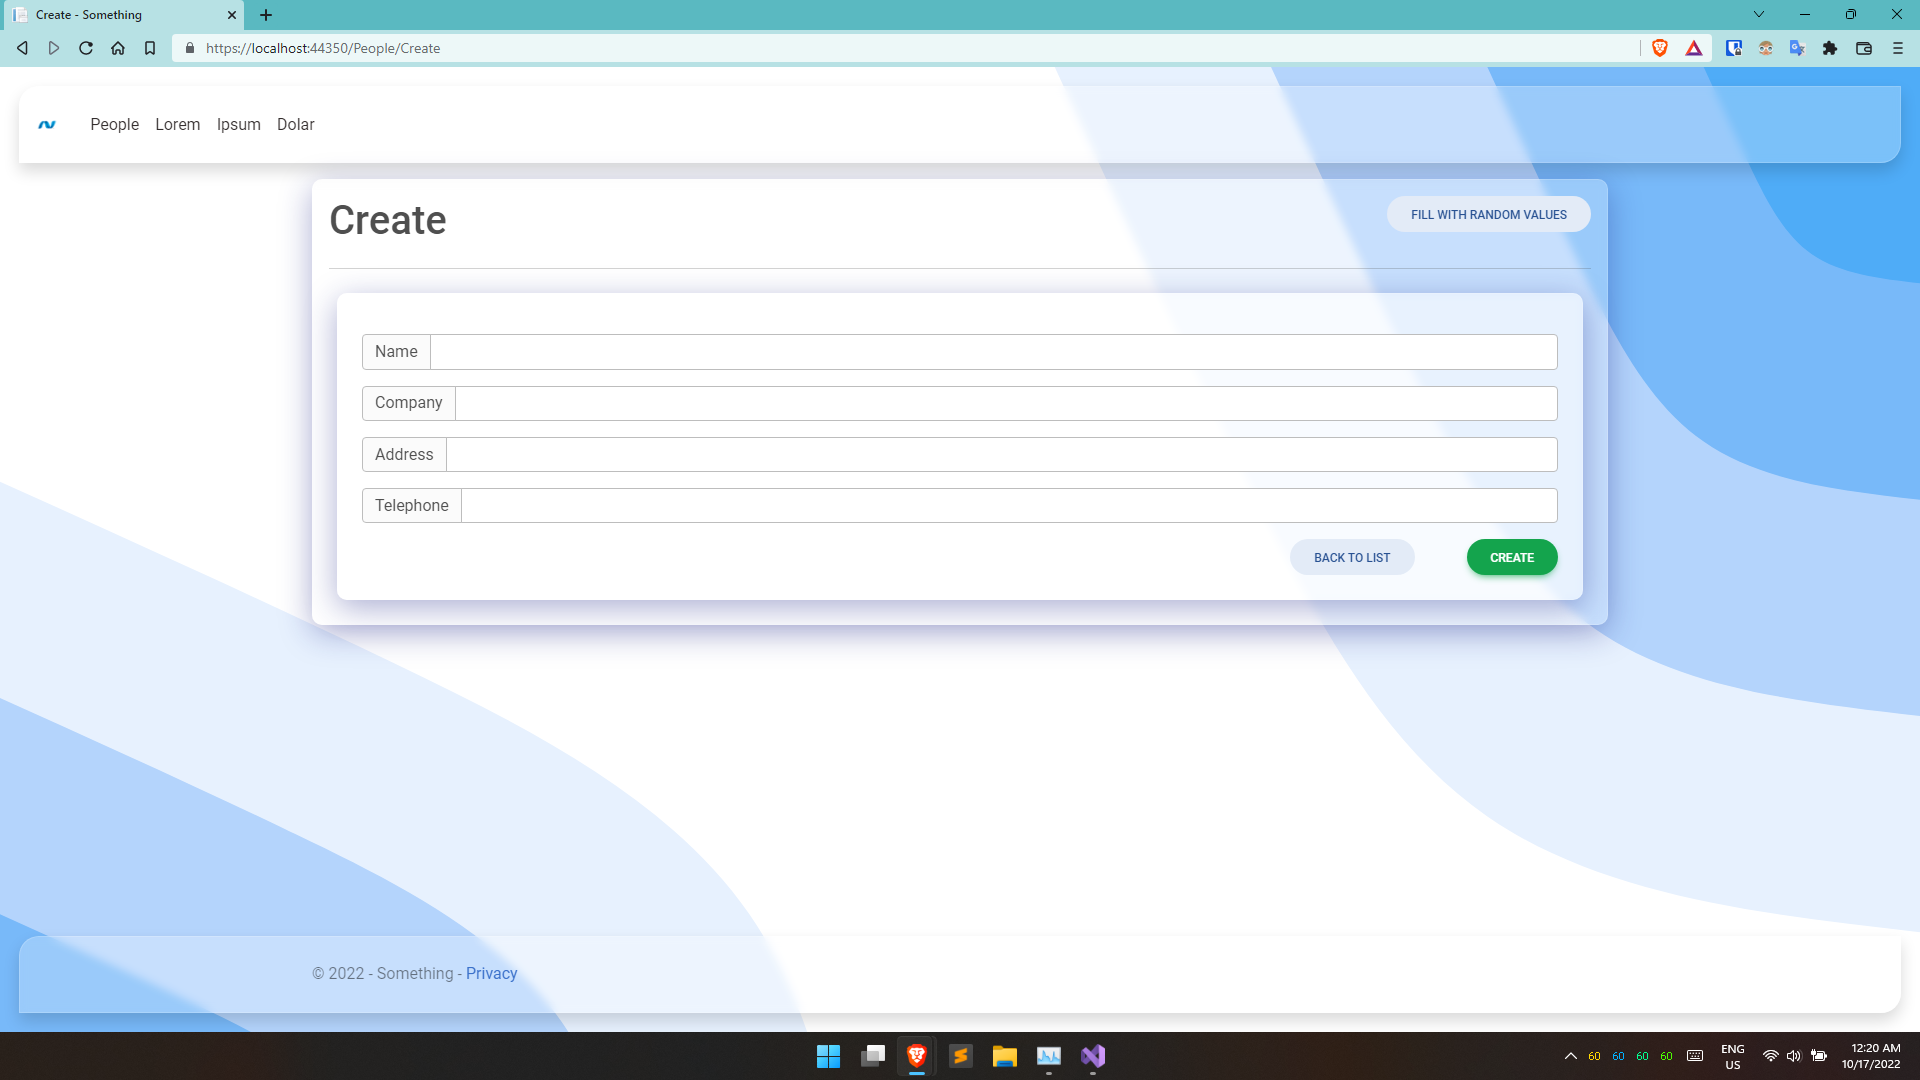 Create - Something
https://localhost:44350/People/Create
People Lorem Ipsum Dolar
Create
FILL WITH RANDOM VALUES
Name
Company
Address
Telephone
BACK TO LIST
CREATE
© 2022 - Something - Privacy
60 60 60 60
ENG
US
12:20 AM
10/17/2022